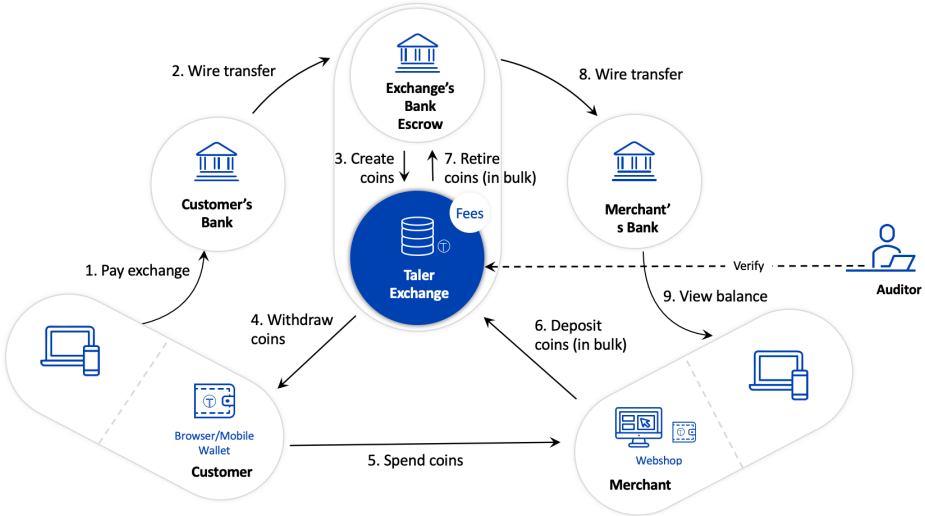 2. Wire transfer
Exchange's
Bank
Escrow
8. Wire transfer
3. Create
coins
7. Retire
coins (in bulk)
Customer's
Bank
Merchant'
s Bank
Fees
Taler
Exchange
1. Pay exchange
Verify
Auditor
9. View balance
4. Withdraw
coins
6. Deposit
coins (in bulk)
Browser/Mobile
Wallet
Customer
5. Spend coins
Webshop
Merchant